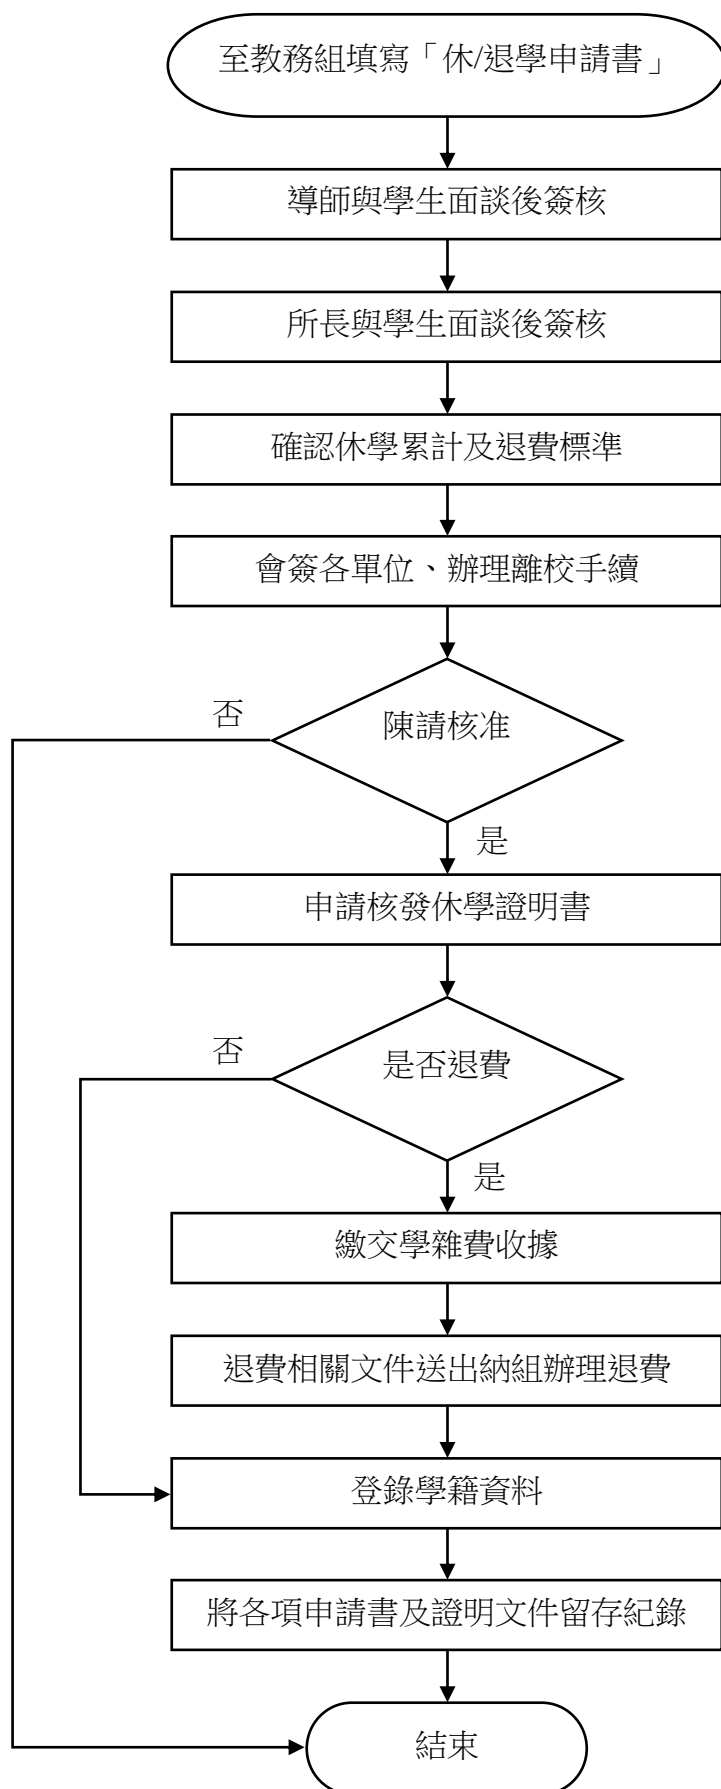 至教務組填寫「休/退學申請書」
導師與學生面談後簽核
所長與學生面談後簽核
確認休學累計及退費標準
會簽各單位、辦理離校手續
陳請核准
否
是
申請核發休學證明書
是否退費
否
是
繳交學雜費收據
退費相關文件送出納組辦理退費
登錄學籍資料
將各項申請書及證明文件留存紀錄
結束